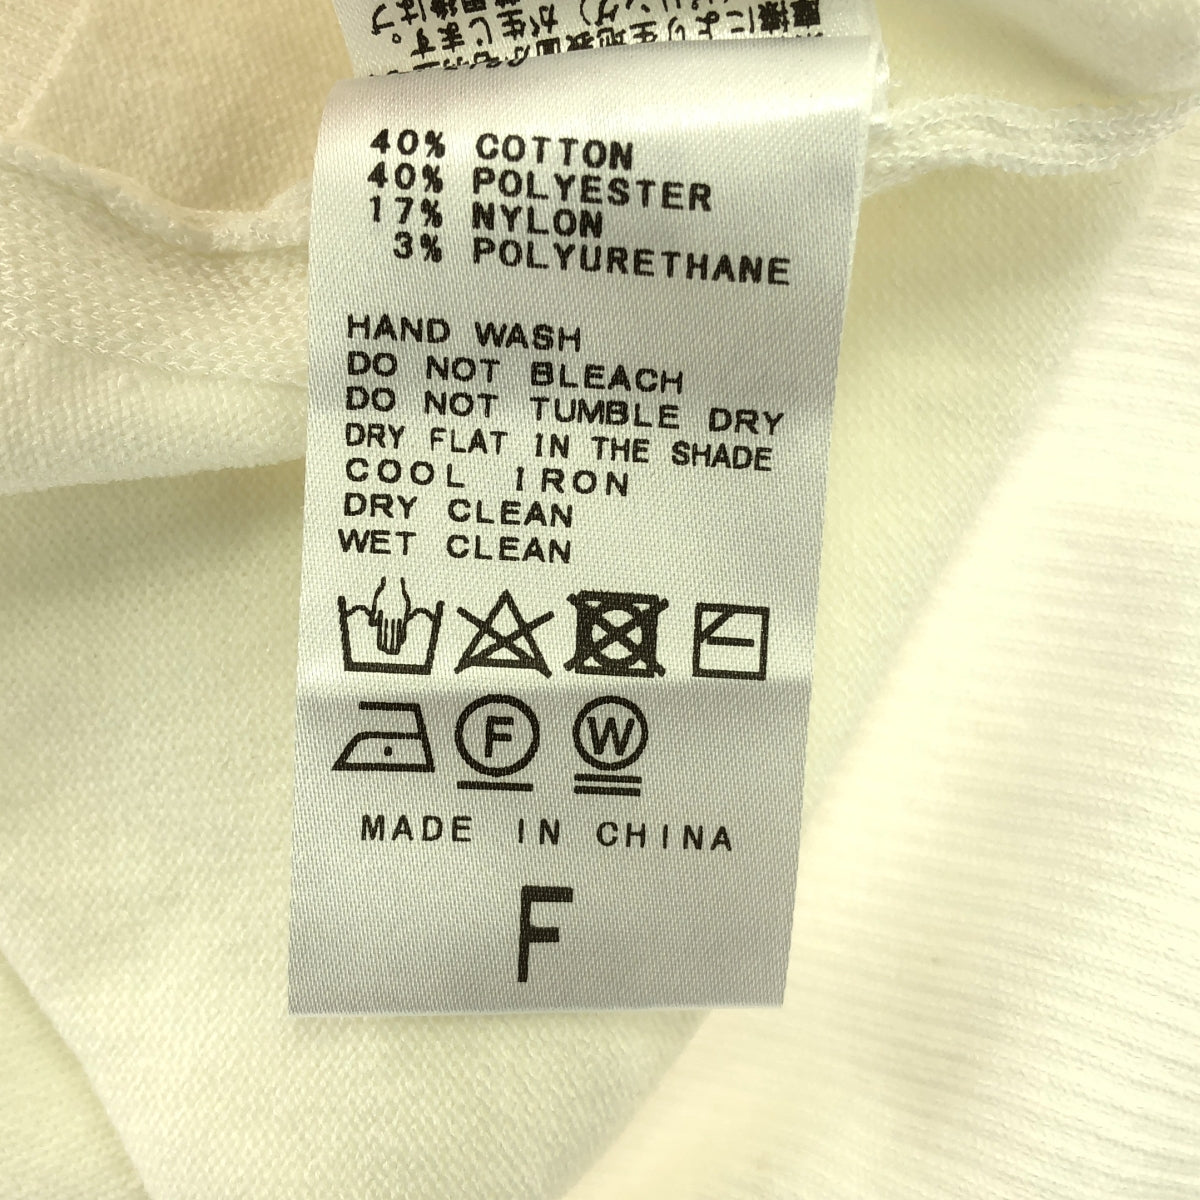 40% COTTON
40% POLYESTER
17% NYLON
3% POLYURETHANE
HAND WASH
DO NOT BLEACH
DO NOT TUMBLE DRY
DRY FLAT IN THE SHADE
COOL IRON
DRY CLEAN
WET CLEAN
F W
MADE IN CHINA
F